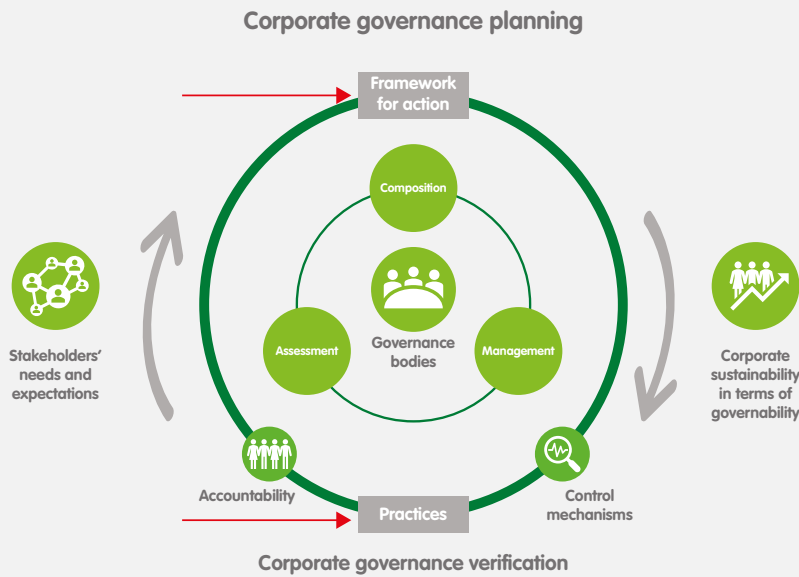 Corporate governance planning
Framework
for action
Composition
Governance
bodies
Assessment
Management
Stakeholders'
needs and
expectations
Corporate
sustainability
in terms of
governability
Accountability
Control
mechanisms
Practices
Corporate governance verification